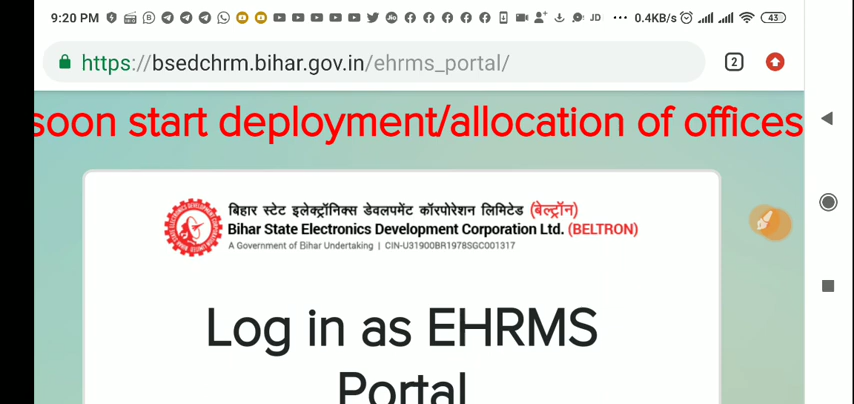 9:20 PM
JD
... 0.4KB/s
43
https://bsedchrm.bihar.gov.in/ehrms_portal/
2
soon start deployment/allocation of offices
बिहार स्टेट इलेक्ट्रॉनिक्स डेवलपमेंट कॉरपोरेशन लिमिटेड (बेल्ट्रॉन)
Bihar State Electronics Development Corporation Ltd. (BELTRON)
A Government of Bihar Undertaking | CIN-U31900BR1978SGC001317
Log in as EHRMS
Portal